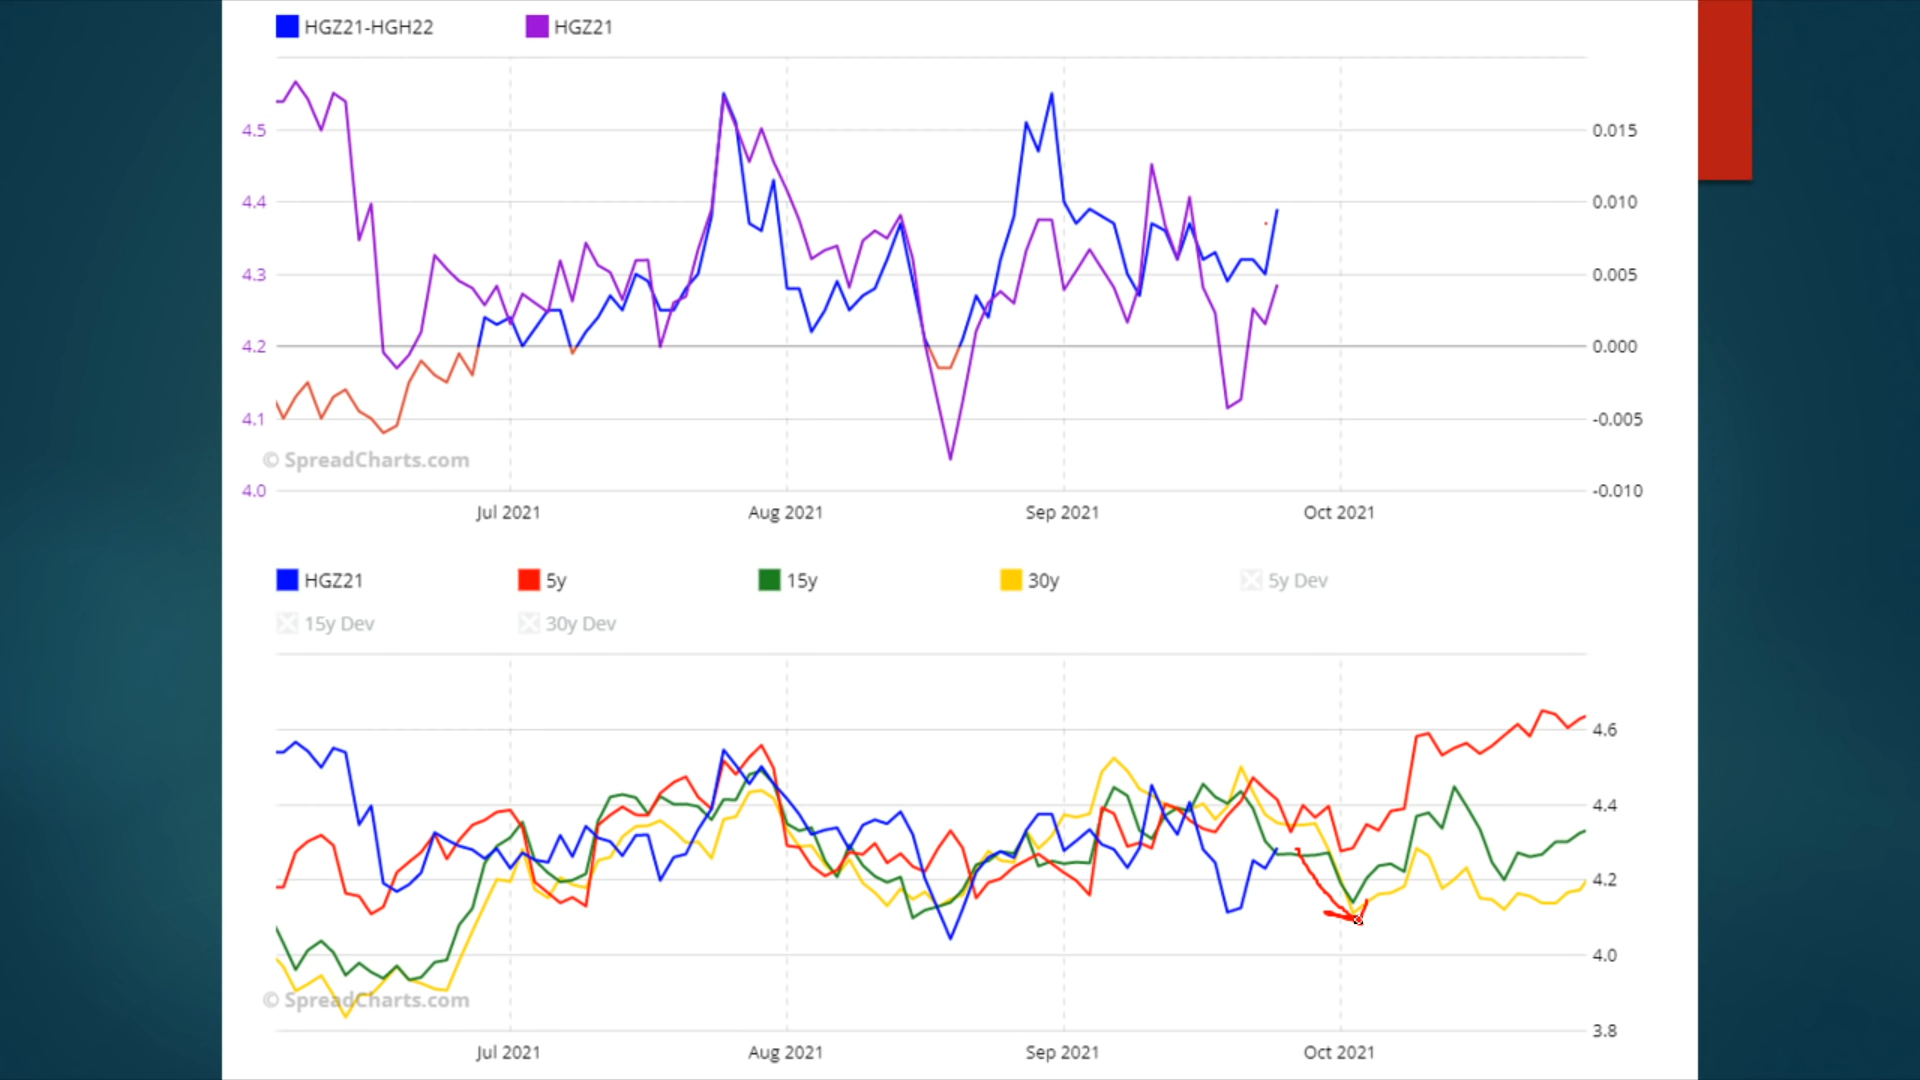 HGZ21-HGH22 HGZ21
4.5 0.015
4.4 0.010
4.3 0.005
4.2 0.000
4.1 -0.005
© SpreadCharts.com
4.0 -0.010
Jul 2021 Aug 2021 Sep 2021 Oct 2021
HGZ21 5y 15y 30y 5y Dev
15y Dev 30y Dev
4.6
4.4
4.2
4.0
© SpreadCharts.com
3.8
Jul 2021 Aug 2021 Sep 2021 Oct 2021